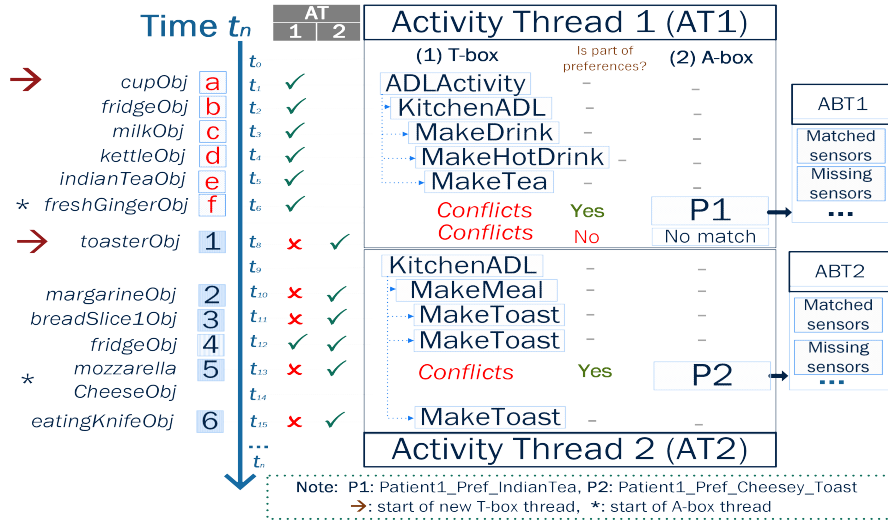 Time tn
AT
1 2
Activity Thread 1 (AT1)
(1) T-box
Is part of preferences?
(2) A-box
t0
cupObj a t1 ✓ ADLActivity – –
fridgeObj b t2 ✓ KitchenADL – –
milkObj c t3 ✓ MakeDrink – –
kettleObj d t4 ✓ MakeHotDrink – –
indianTeaObj e t5 ✓ MakeTea – –
* freshGingerObj f t6 ✓ Conflicts Yes P1
Conflicts No No match
toasterObj 1 t8 ✗ ✓
t9 KitchenADL – –
margarineObj 2 t10 ✗ ✓ MakeMeal – –
breadSlice1Obj 3 t11 ✗ ✓ MakeToast – –
fridgeObj 4 t12 ✓ ✓ MakeToast – –
* mozzarella 5 t13 ✗ ✓ Conflicts Yes P2
CheeseObj t14
eatingKnifeObj 6 t15 ✗ ✓ MakeToast – –
...
tn
Activity Thread 2 (AT2)
ABT1
Matched
sensors
Missing
sensors
...
ABT2
Matched
sensors
Missing
sensors
...
Note: P1: Patient1_Pref_IndianTea, P2: Patient1_Pref_Cheesey_Toast
→: start of new T-box thread, *: start of A-box thread